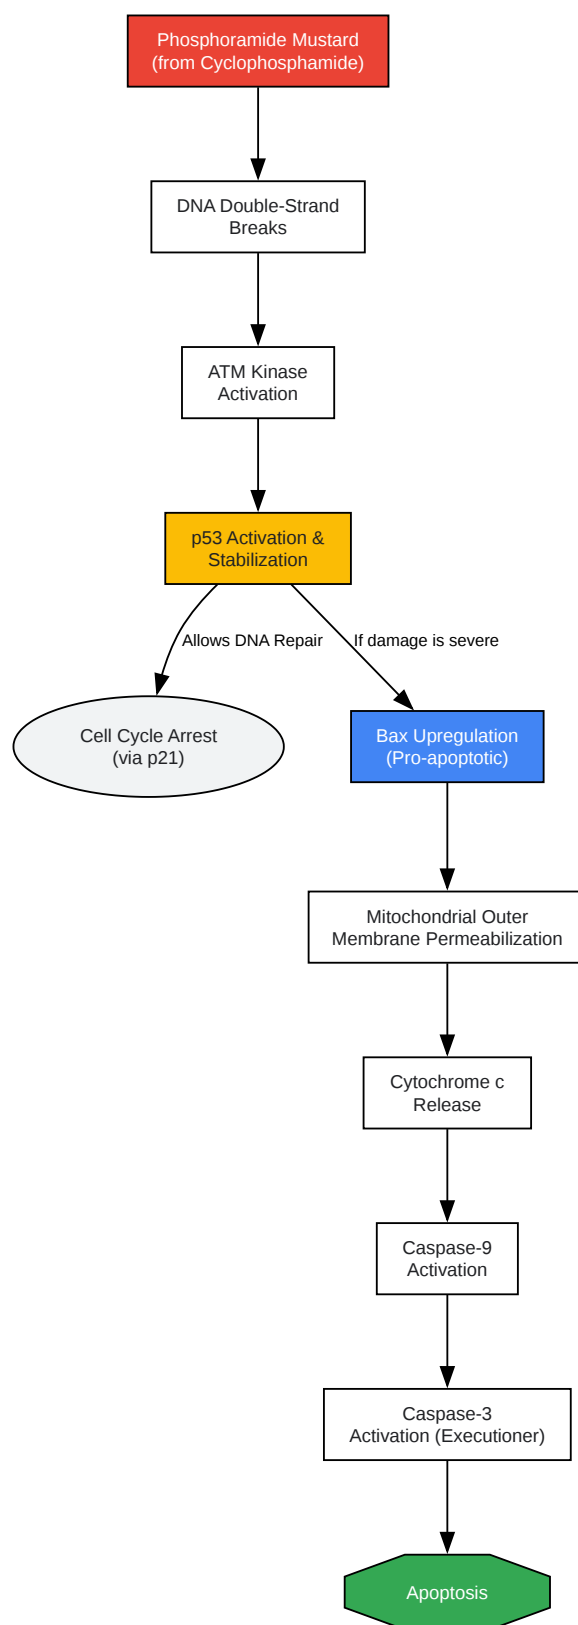 Phosphoramide Mustard
(from Cyclophosphamide)
DNA Double-Strand
Breaks
ATM Kinase
Activation
p53 Activation &
Stabilization
Allows DNA Repair
If damage is severe
Cell Cycle Arrest
(via p21)
Bax Upregulation
(Pro-apoptotic)
Mitochondrial Outer
Membrane Permeabilization
Cytochrome c
Release
Caspase-9
Activation
Caspase-3
Activation (Executioner)
Apoptosis